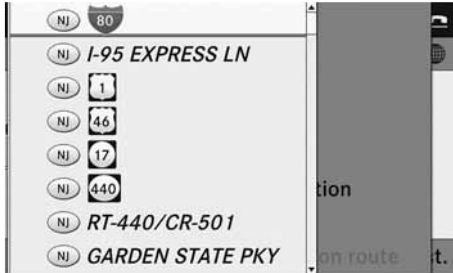 NJ 80
NJ I-95 EXPRESS LN
NJ 1
NJ 46
NJ 17
NJ 440 tion
NJ RT-440/CR-501
NJ GARDEN STATE PKY on route st.